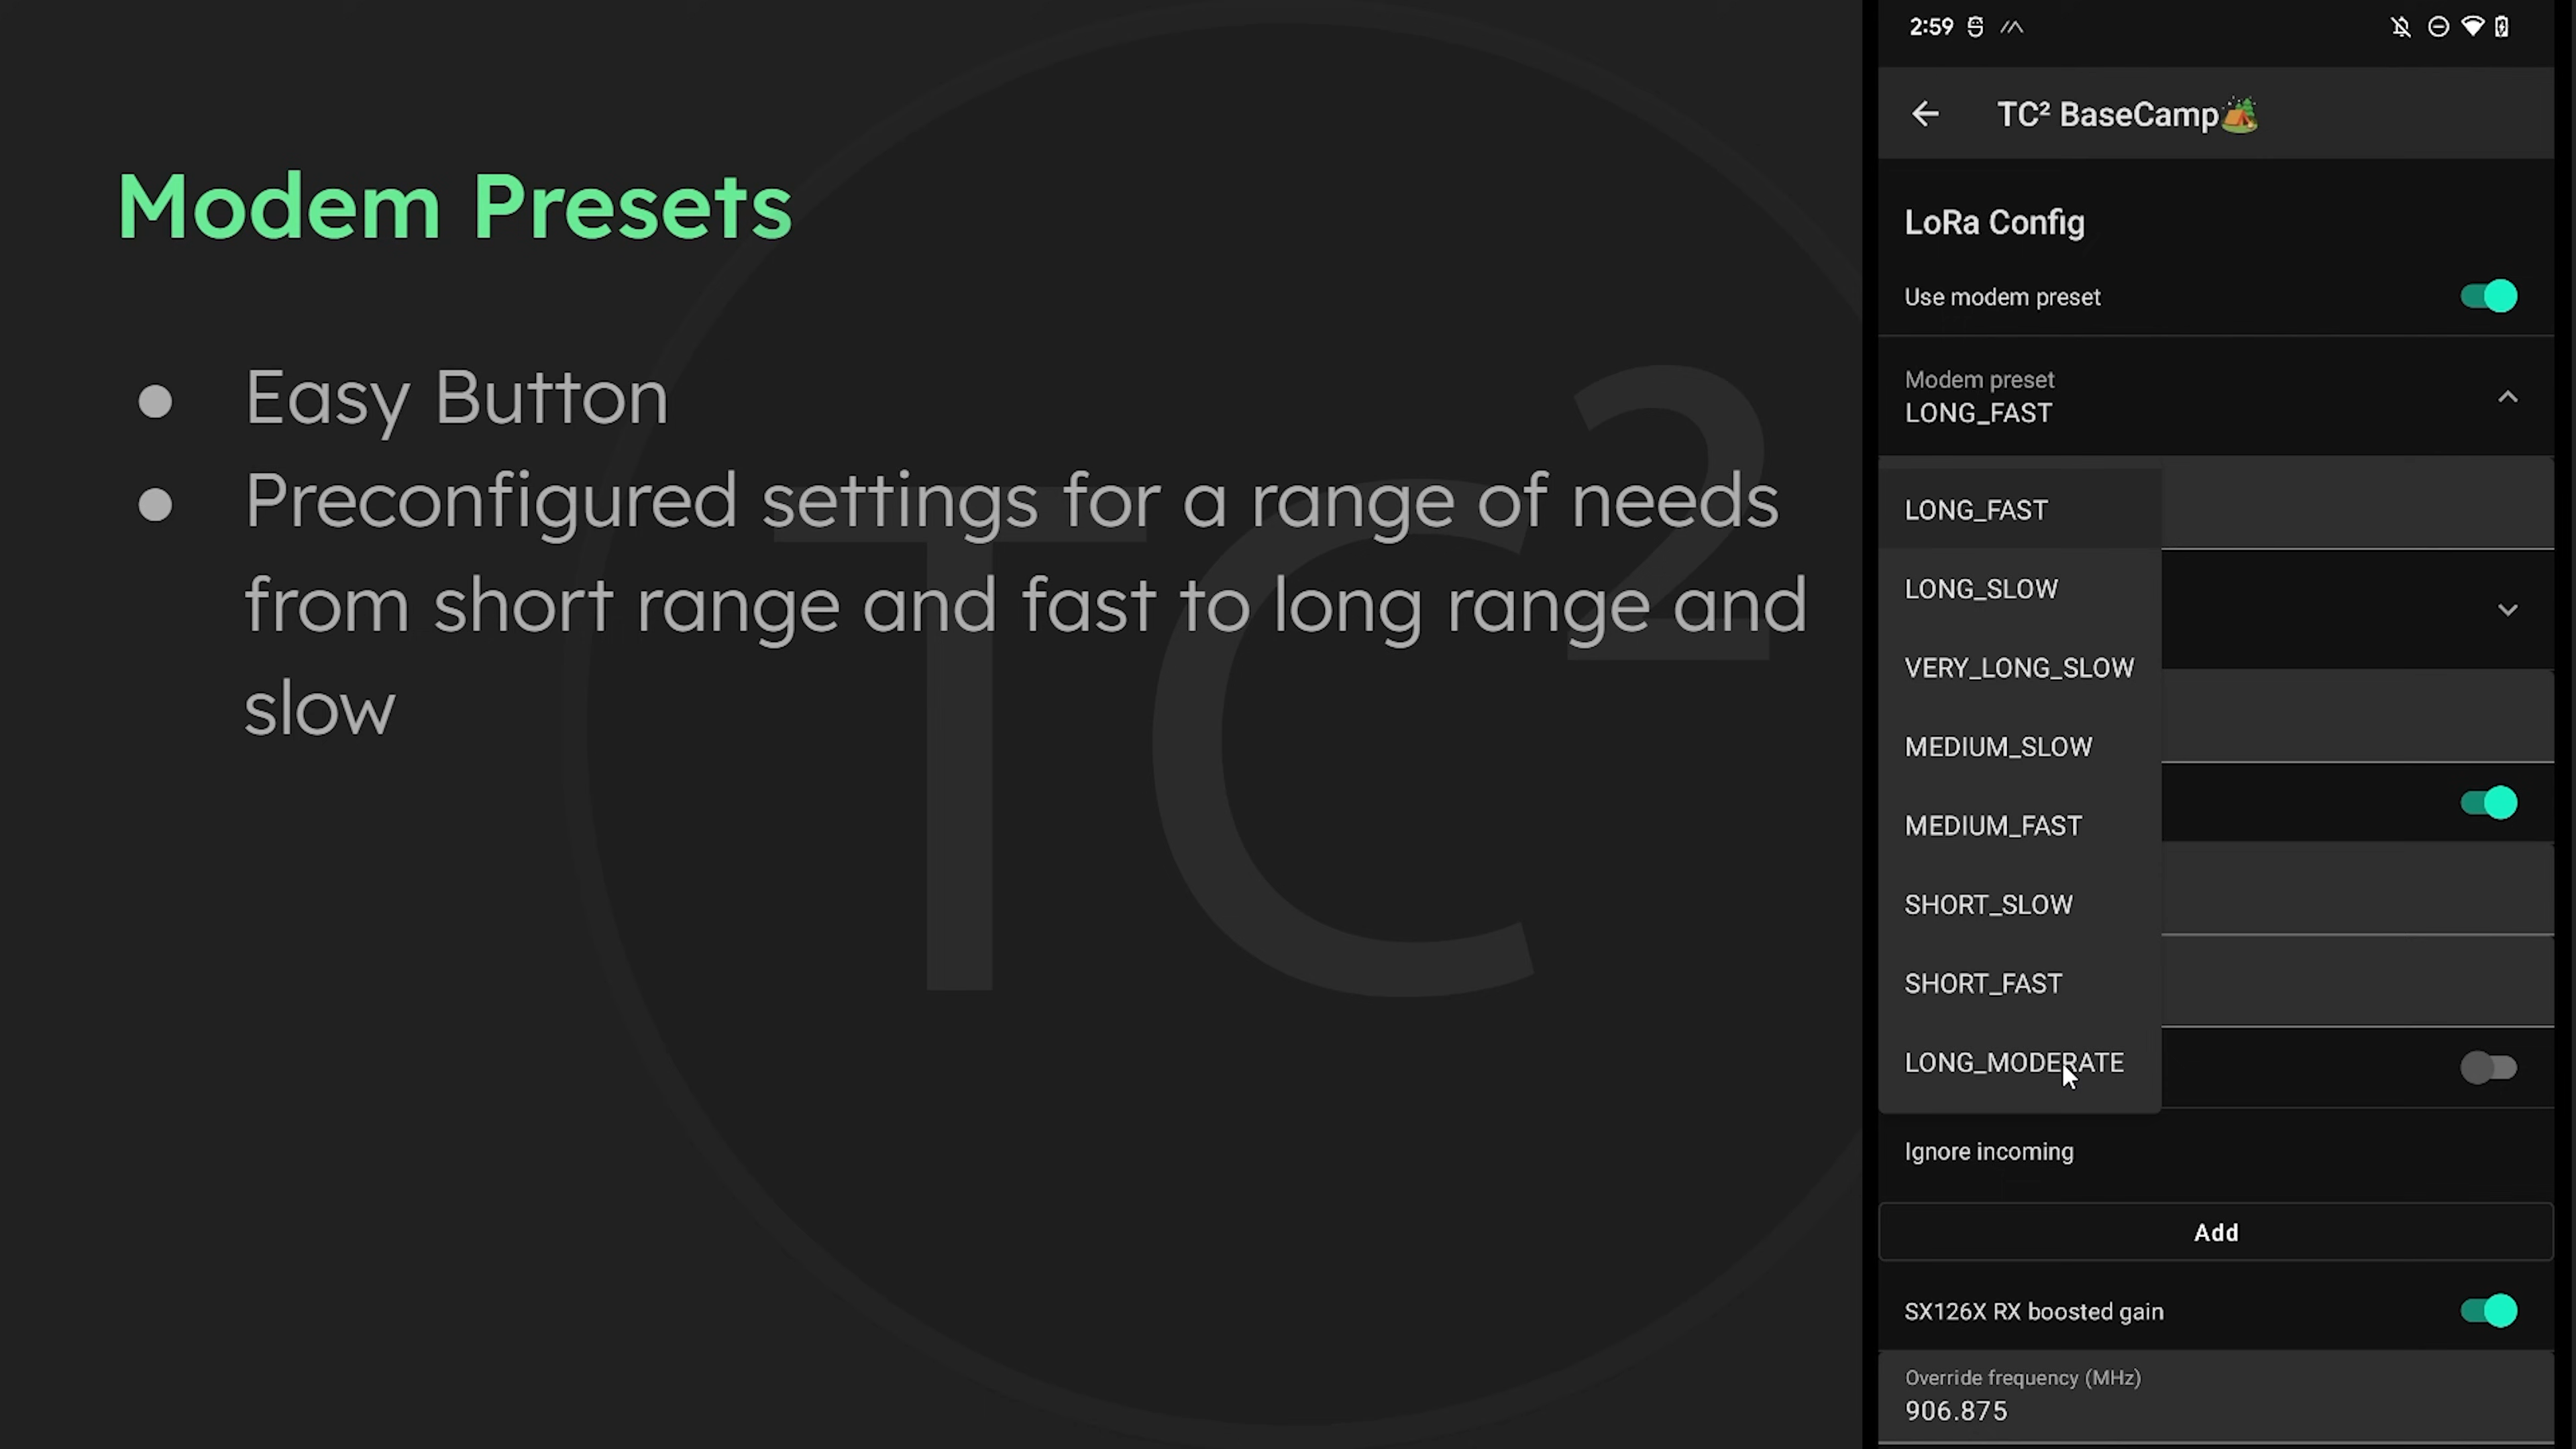 Modem Presets
● Easy Button
● Preconfigured settings for a range of needs
from short range and fast to long range and
slow
TC²
2:59
TC² BaseCamp🏕️
LoRa Config
Use modem preset
Modem preset
LONG_FAST
LONG_FAST
LONG_SLOW
VERY_LONG_SLOW
MEDIUM_SLOW
MEDIUM_FAST
SHORT_SLOW
SHORT_FAST
LONG_MODERATE
Ignore incoming
Add
SX126X RX boosted gain
Override frequency (MHz)
906.875